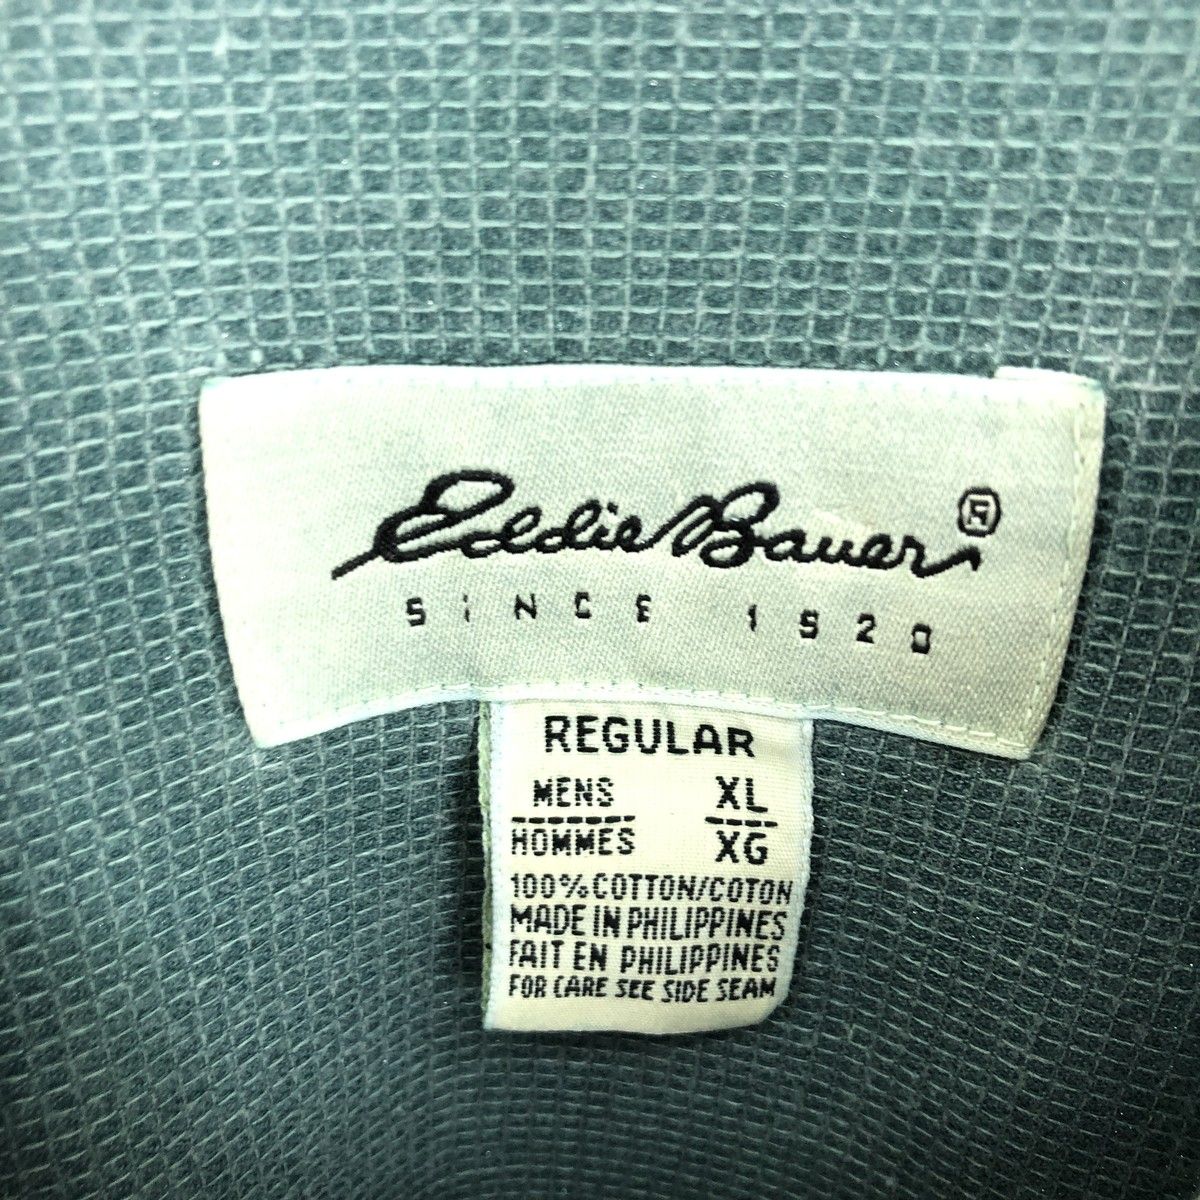 Eddie Bauer ®
SINCE 1920
REGULAR
MENS XL
HOMMES XG
100% COTTON/COTON
MADE IN PHILIPPINES
FAIT EN PHILIPPINES
FOR CARE SEE SIDE SEAM